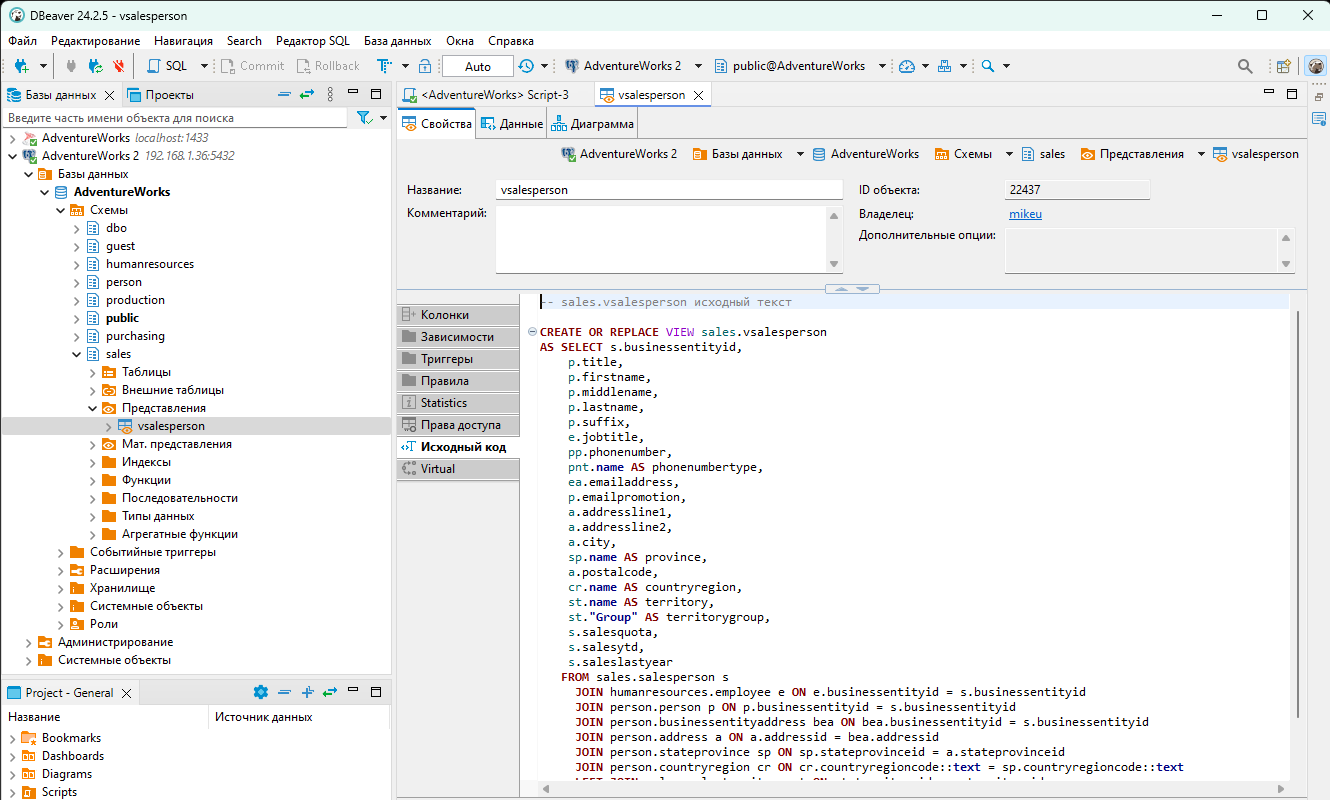 DBeaver 24.2.5 - vsalesperson
Файл Редактирование Навигация Search Редактор SQL База данных Окна Справка
SQL Commit Rollback Auto AdventureWorks 2 public@AdventureWorks
Базы данных Проекты
Введите часть имени объекта для поиска
AdventureWorks localhost:1433
AdventureWorks 2 192.168.1.36:5432
Базы данных
AdventureWorks
Схемы
dbo
guest
humanresources
person
production
public
purchasing
sales
Таблицы
Внешние таблицы
Представления
vsalesperson
Мат. представления
Индексы
Функции
Последовательности
Типы данных
Агрегатные функции
Событийные триггеры
Расширения
Хранилище
Системные объекты
Роли
Администрирование
Системные объекты
Project - General
Название Источник данных
Bookmarks
Dashboards
Diagrams
Scripts
<AdventureWorks> Script-3 vsalesperson
Свойства Данные Диаграмма
AdventureWorks 2 Базы данных AdventureWorks Схемы sales Представления vsalesperson
Название: vsalesperson
Комментарий:
ID объекта: 22437
Владелец: mikeu
Дополнительные опции:
Колонки
Зависимости
Триггеры
Правила
Statistics
Права доступа
Исходный код
Virtual
-- sales.vsalesperson исходный текст
CREATE OR REPLACE VIEW sales.vsalesperson
AS SELECT s.businessentityid,
p.title,
p.firstname,
p.middlename,
p.lastname,
p.suffix,
e.jobtitle,
pp.phonenumber,
pnt.name AS phonenumbertype,
ea.emailaddress,
p.emailpromotion,
a.addressline1,
a.addressline2,
a.city,
sp.name AS province,
a.postalcode,
cr.name AS countryregion,
st.name AS territory,
st."Group" AS territorygroup,
s.salesquota,
s.salesytd,
s.saleslastyear
FROM sales.salesperson s
JOIN humanresources.employee e ON e.businessentityid = s.businessentityid
JOIN person.person p ON p.businessentityid = s.businessentityid
JOIN person.businessentityaddress bea ON bea.businessentityid = s.businessentityid
JOIN person.address a ON a.addressid = bea.addressid
JOIN person.stateprovince sp ON sp.stateprovinceid = a.stateprovinceid
JOIN person.countryregion cr ON cr.countryregioncode::text = sp.countryregioncode::text